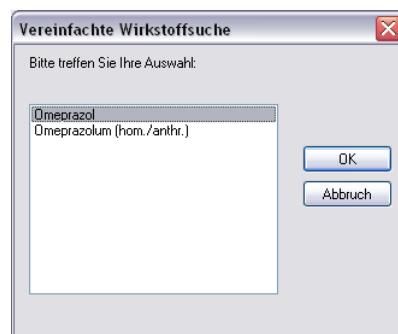 Vereinfachte Wirkstoffsuche
Bitte treffen Sie Ihre Auswahl:
Omeprazol
Omeprazolum (hom./anthr.)
OK
Abbruch